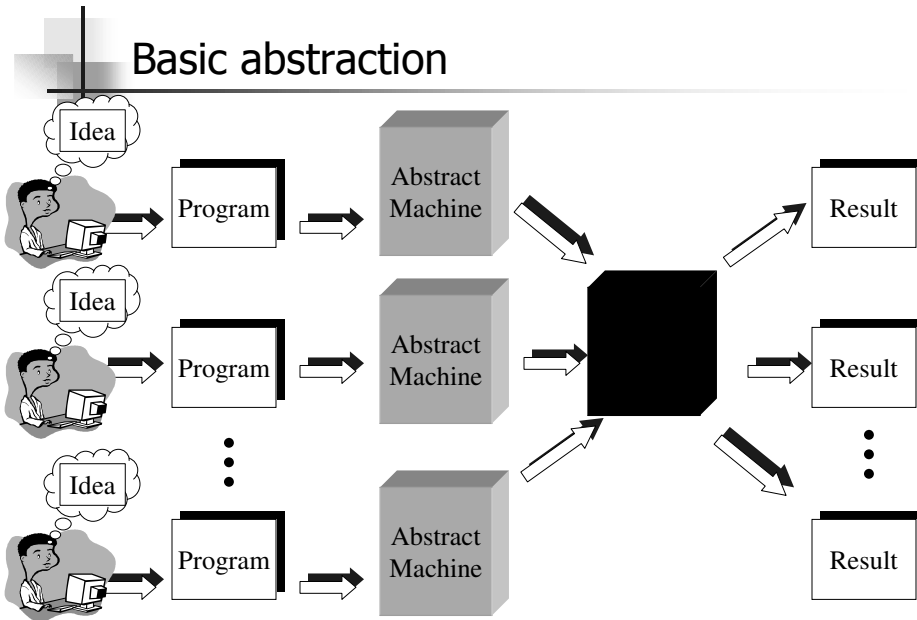 Basic abstraction
Idea
Program
Abstract
Machine
Result
Idea
Program
Abstract
Machine
Result
Idea
Program
Abstract
Machine
Result